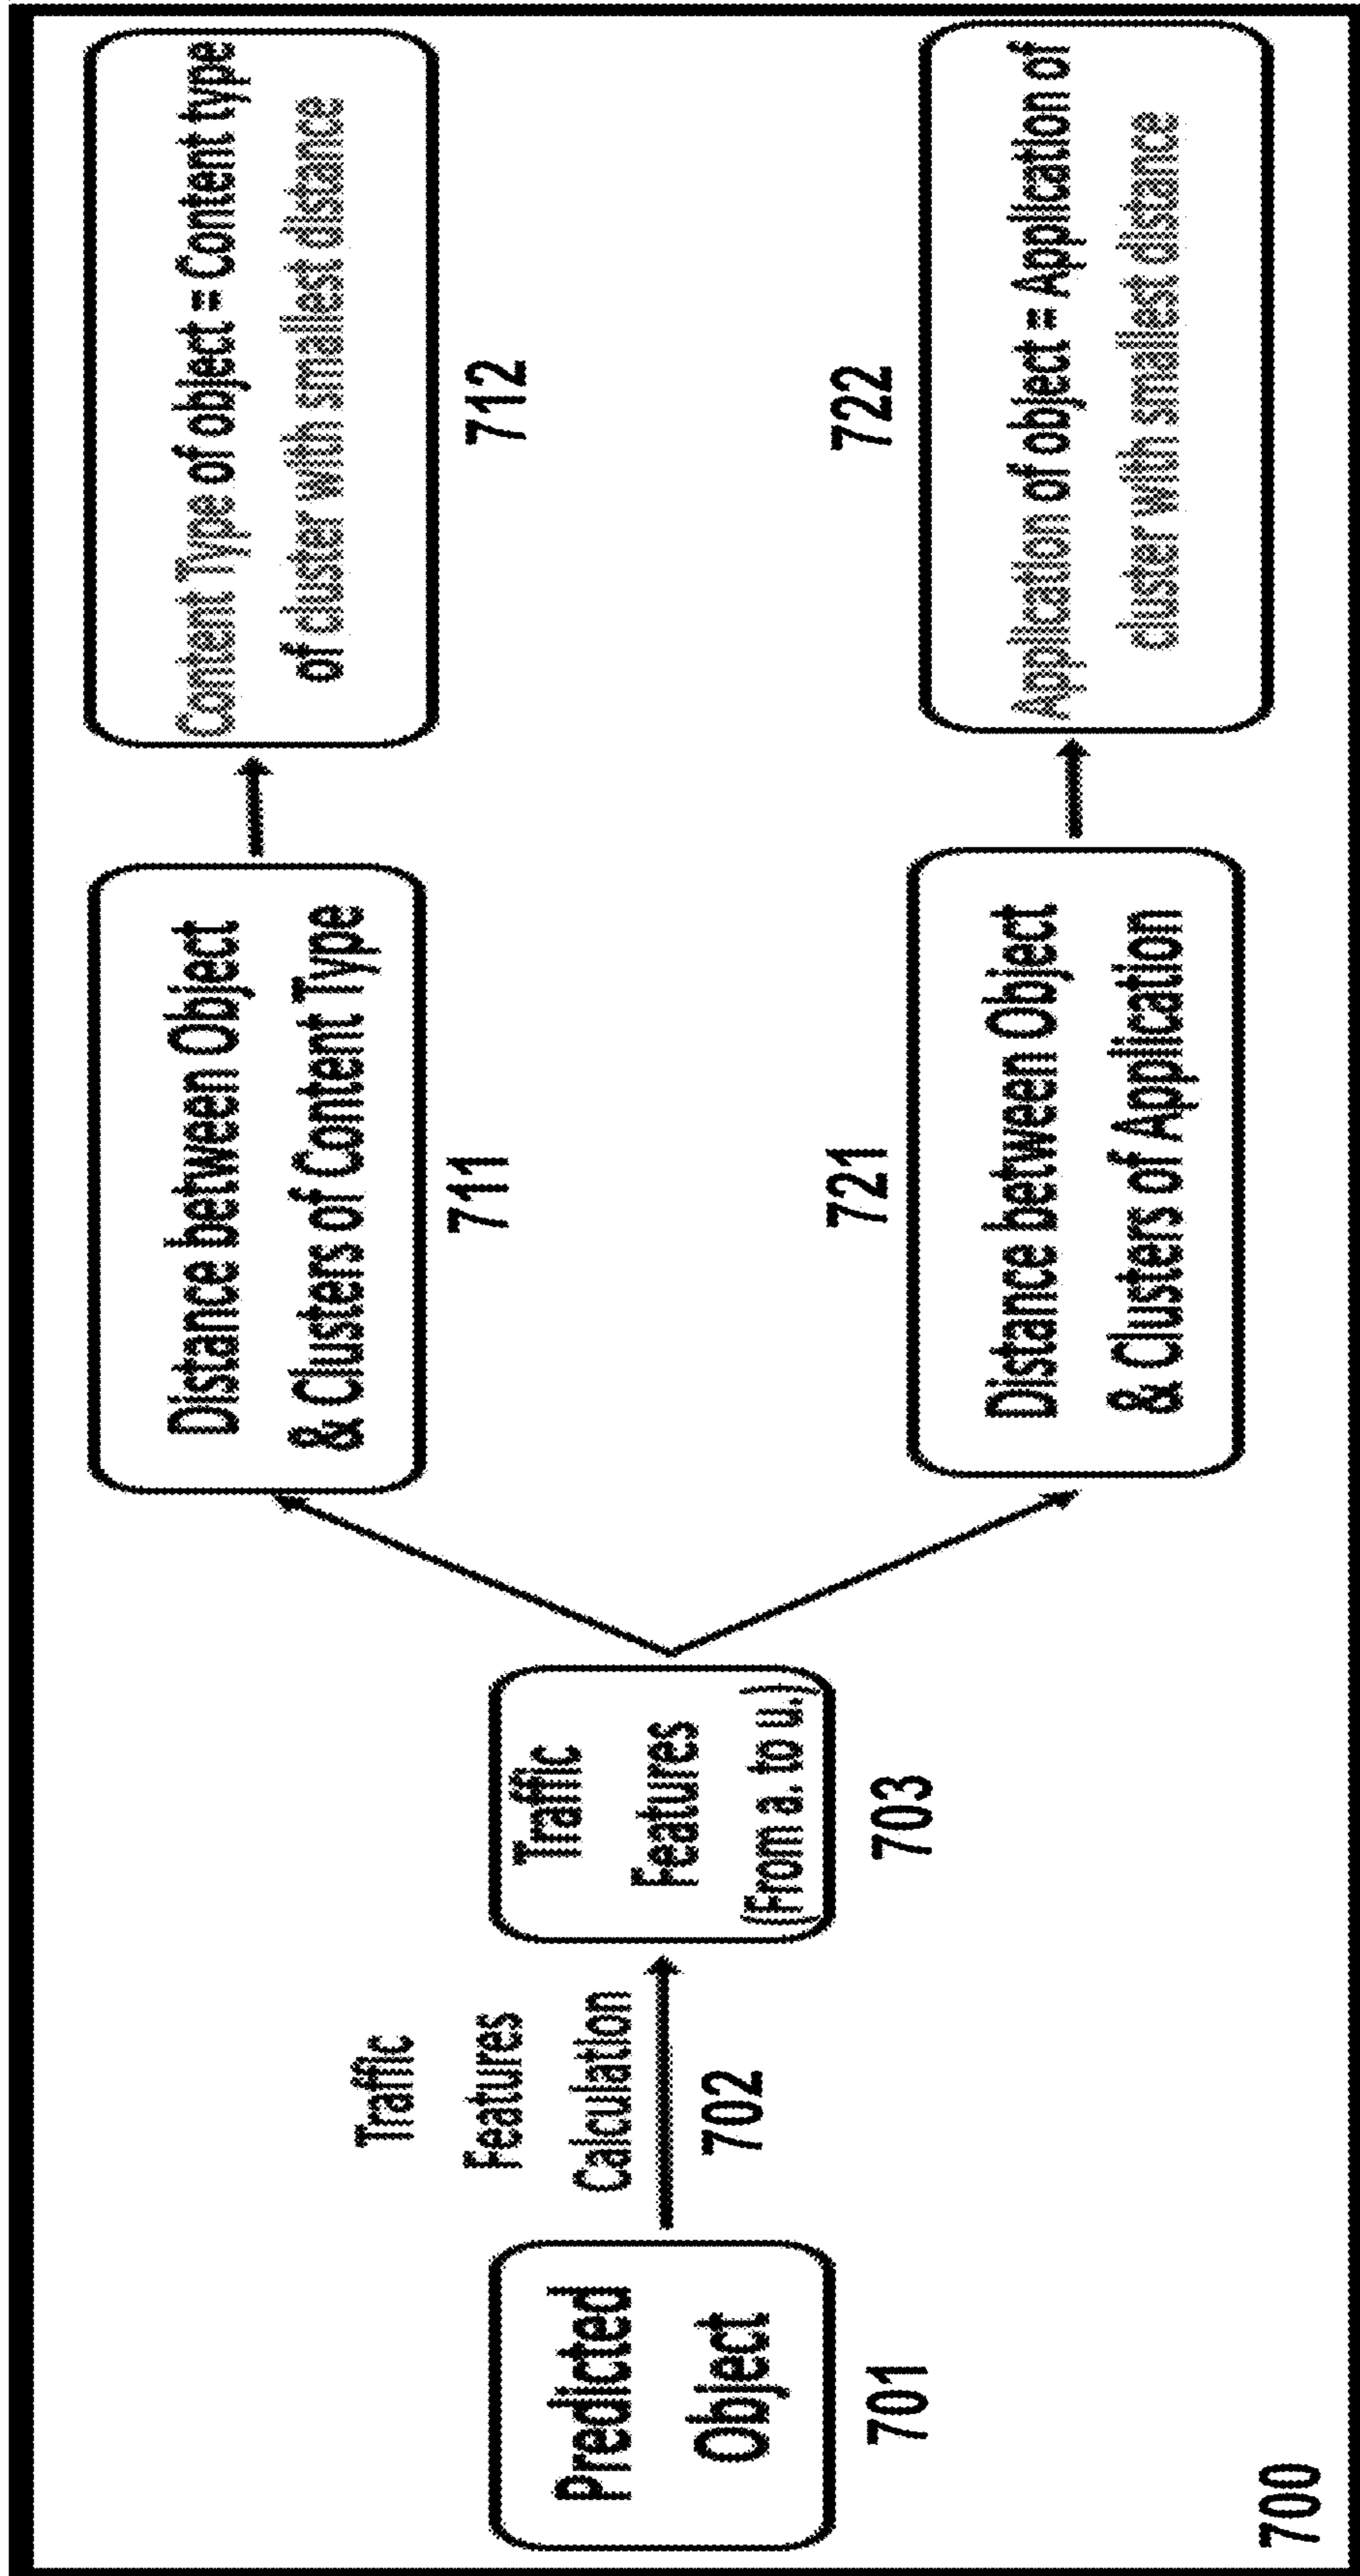 Predicted
Object
701
Traffic
Features
Calculation
702
Traffic
Features
(From a. to u.)
703
Distance between Object
& Clusters of Content Type
711
Content Type of object = Content type
of cluster with smallest distance
712
721
Distance between Object
& Clusters of Application
722
Application of object = Application of
cluster with smallest distance
700